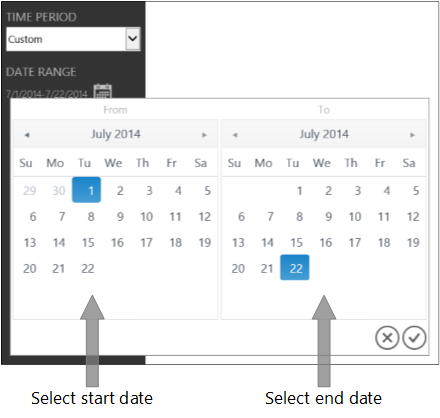 TIME PERIOD
Custom
DATE RANGE
7/1/2014-7/22/2014
From To
July 2014 July 2014
Su Mo Tu We Th Fr Sa Su Mo Tu We Th Fr Sa
29 30 1 2 3 4 5 1 2 3 4 5
6 7 8 9 10 11 12 6 7 8 9 10 11 12
13 14 15 16 17 18 19 13 14 15 16 17 18 19
20 21 22 20 21 22
Select start date Select end date